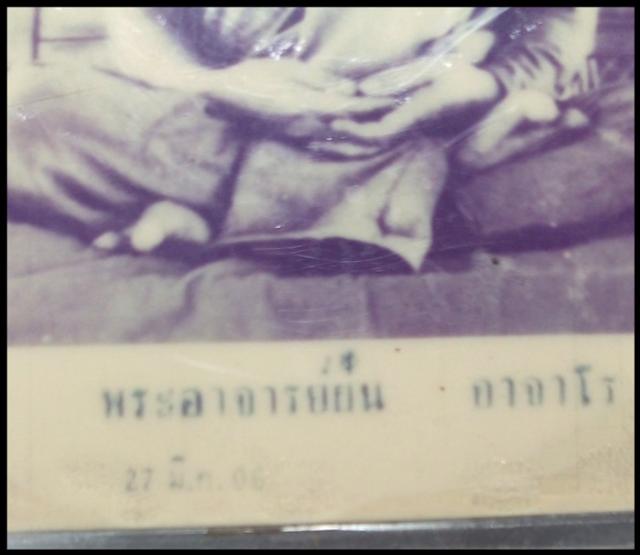 พระอาจารย์ฝั้น อาจาโร
27 มี.ค. 06